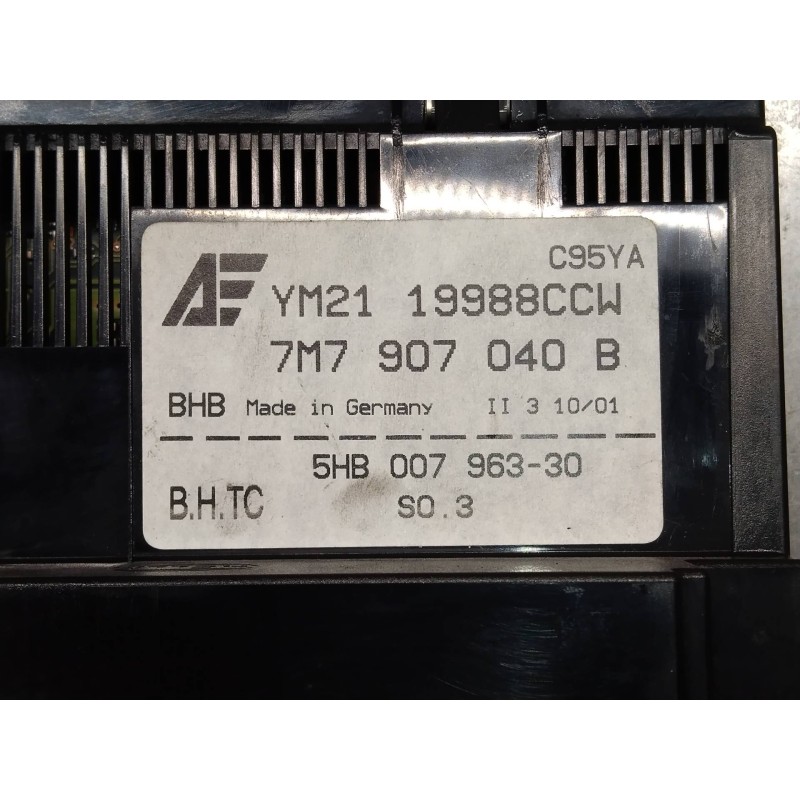 C95YA
AE YM21 19988CCW
7M7 907 040 B
BHB Made in Germany II 3 10/01
5HB 007 963-30
B.H.TC SO.3